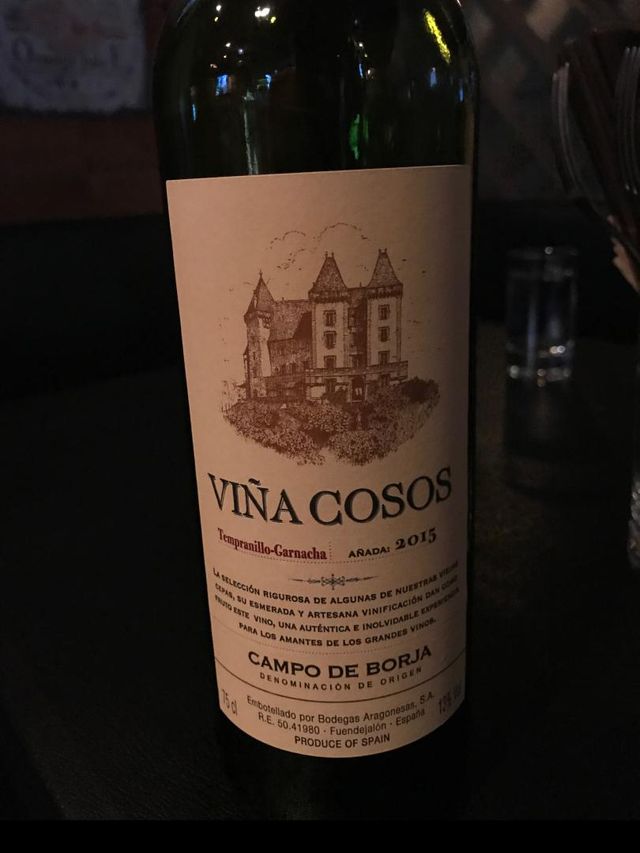 VIÑA COSOS
Tempranillo-Garnacha AÑADA: 2015
LA SELECCIÓN RIGUROSA DE ALGUNAS DE NUESTRAS VIEJAS
CEPAS, SU ESMERADA Y ARTESANA VINIFICACIÓN DAN COMO
FRUTO ESTE VINO, UNA AUTÉNTICA E INOLVIDABLE EXPERIENCIA
PARA LOS AMANTES DE LOS GRANDES VINOS.
CAMPO DE BORJA
DENOMINACIÓN DE ORIGEN
75 cl Embotellado por Bodegas Aragonesas, S.A. 13% Vol
R.E. 50.41980 - Fuendejalón - España
PRODUCE OF SPAIN